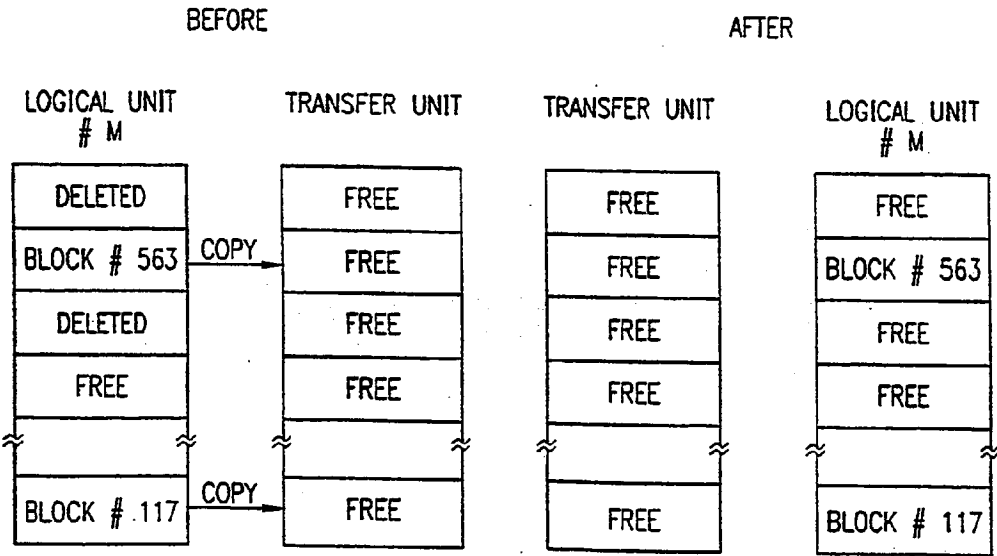 BEFORE
AFTER
LOGICAL UNIT # M
TRANSFER UNIT
TRANSFER UNIT
LOGICAL UNIT # M
DELETED
FREE
FREE
FREE
BLOCK # 563
COPY
FREE
FREE
BLOCK # 563
DELETED
FREE
FREE
FREE
FREE
FREE
FREE
FREE
BLOCK # 117
COPY
FREE
FREE
BLOCK # 117